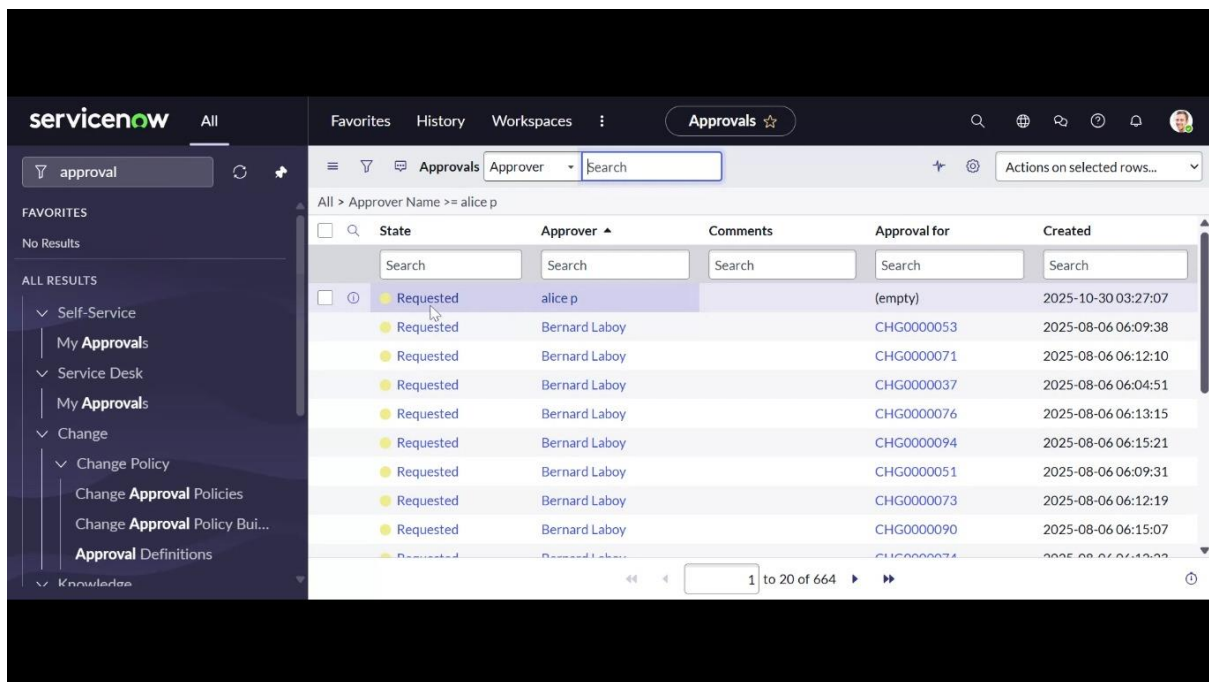 servicenow All Favorites History Workspaces Approvals
approval Approvals Approver Search Actions on selected rows...
FAVORITES
No Results
ALL RESULTS
Self-Service
My Approvals
Service Desk
My Approvals
Change
Change Policy
Change Approval Policies
Change Approval Policy Bui...
Approval Definitions
Knowledge
All > Approver Name >= alice p
State Approver Comments Approval for Created
Search Search Search Search Search
Requested alice p (empty) 2025-10-30 03:27:07
Requested Bernard Laboy CHG0000053 2025-08-06 06:09:38
Requested Bernard Laboy CHG0000071 2025-08-06 06:12:10
Requested Bernard Laboy CHG0000037 2025-08-06 06:04:51
Requested Bernard Laboy CHG0000076 2025-08-06 06:13:15
Requested Bernard Laboy CHG0000094 2025-08-06 06:15:21
Requested Bernard Laboy CHG0000051 2025-08-06 06:09:31
Requested Bernard Laboy CHG0000073 2025-08-06 06:12:19
Requested Bernard Laboy CHG0000090 2025-08-06 06:15:07
Requested Bernard Laboy
1 to 20 of 664